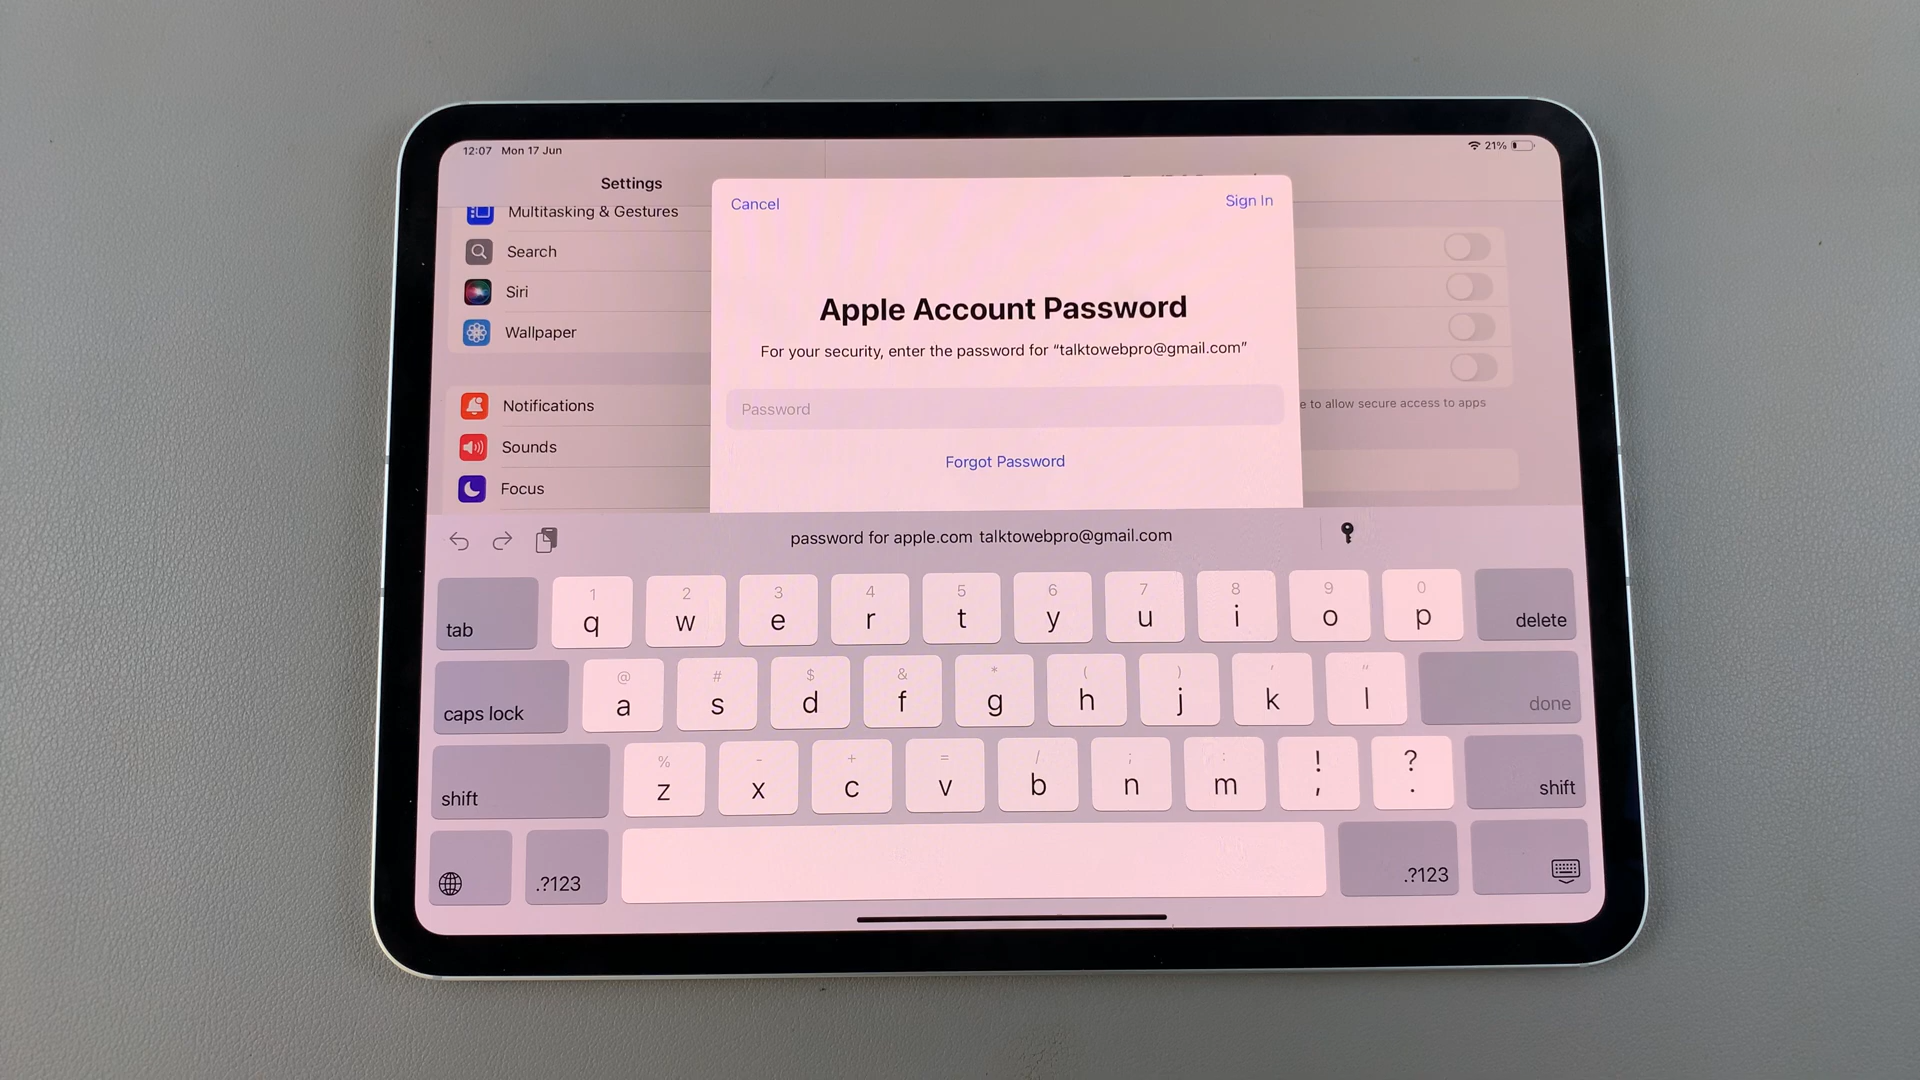 12:07 Mon 17 Jun
21%
Settings
Multitasking & Gestures
Search
Siri
Wallpaper
Notifications
Sounds
Focus
Cancel
Sign In
Apple Account Password
For your security, enter the password for “talktowebpro@gmail.com”
Password
Forgot Password
e to allow secure access to apps
password for apple.com talktowebpro@gmail.com
1 2 3 4 5 6 7 8 9 0
tab q w e r t y u i o p delete
@ # $ & * ( ) ' "
caps lock a s d f g h j k l done
% - + = / ; : ! ?
shift z x c v b n m , . shift
.?123 .?123